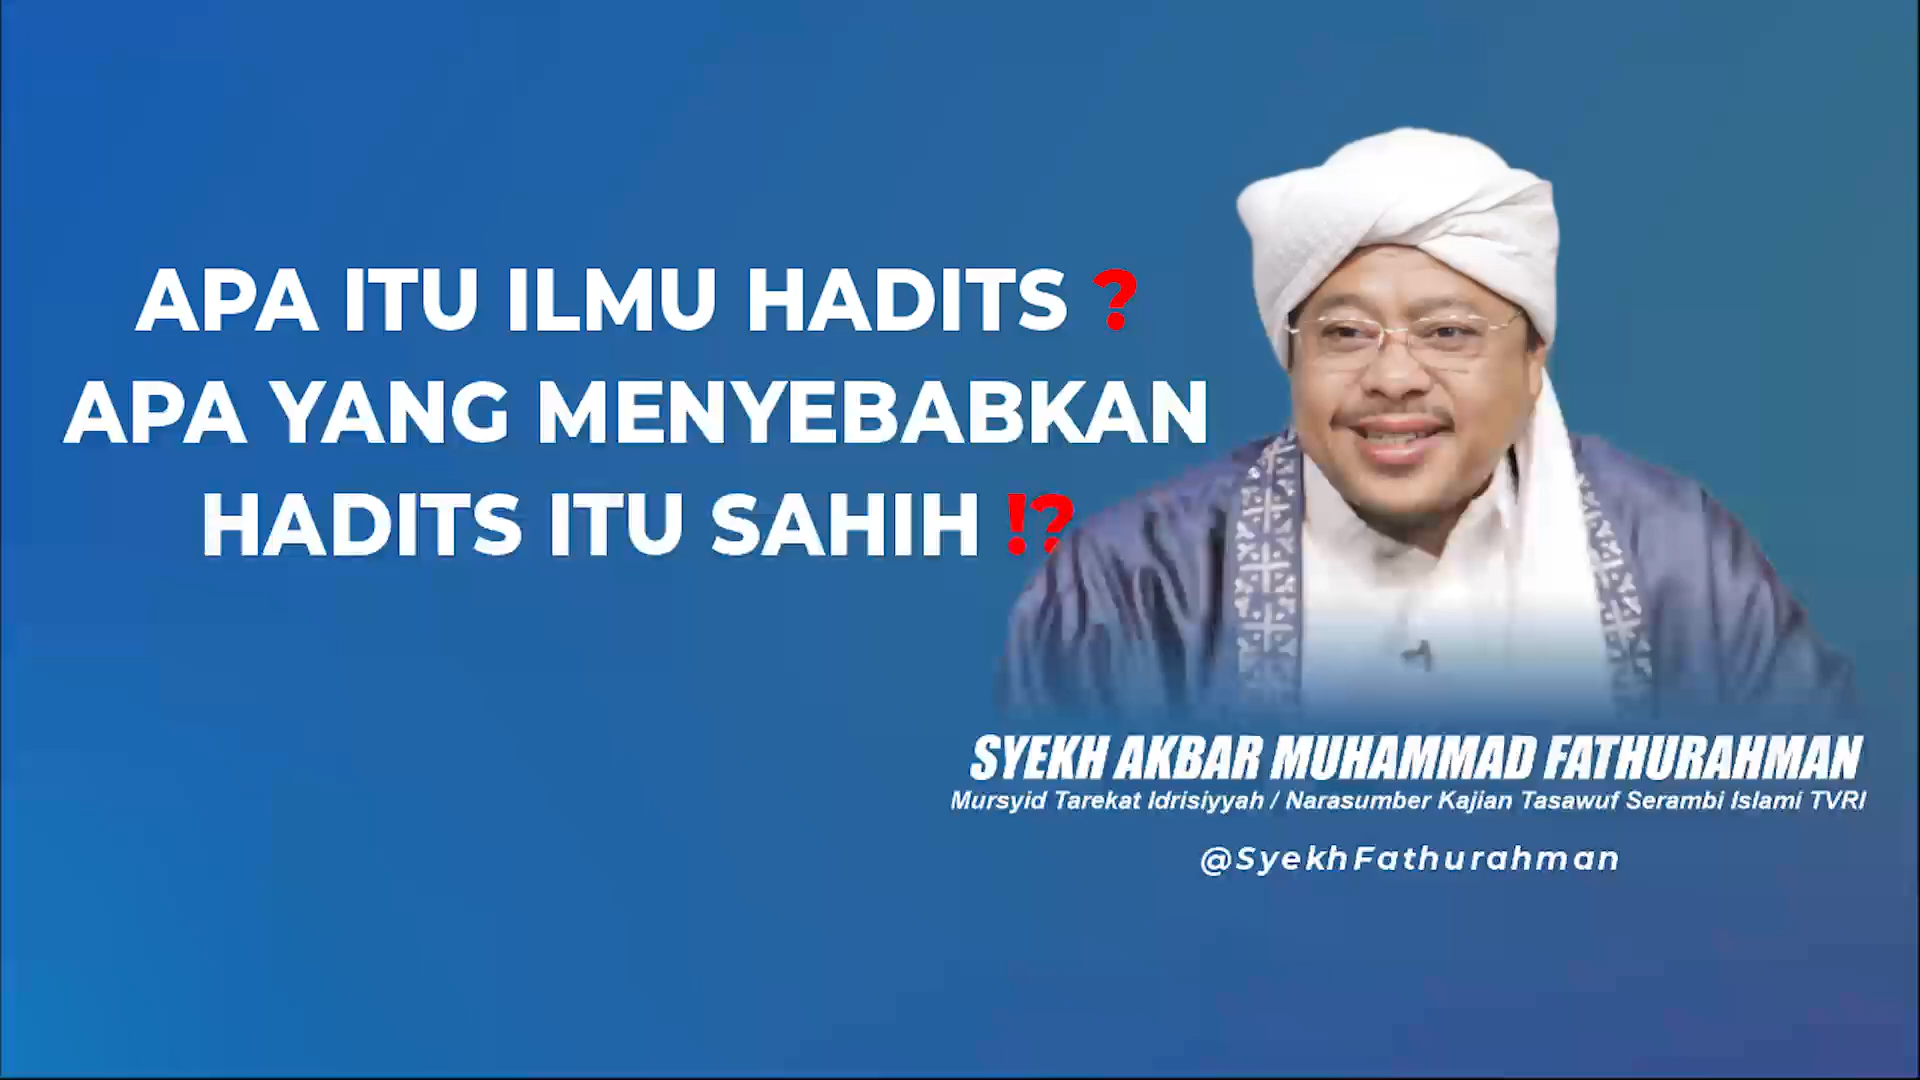 APA ITU ILMU HADITS ?
APA YANG MENYEBABKAN
HADITS ITU SAHIH !?
SYEKH AKBAR MUHAMMAD FATHURAHMAN
Mursyid Tarekat Idrisiyyah / Narasumber Kajian Tasawuf Serambi Islami TVRI
@SyekhFathurahman